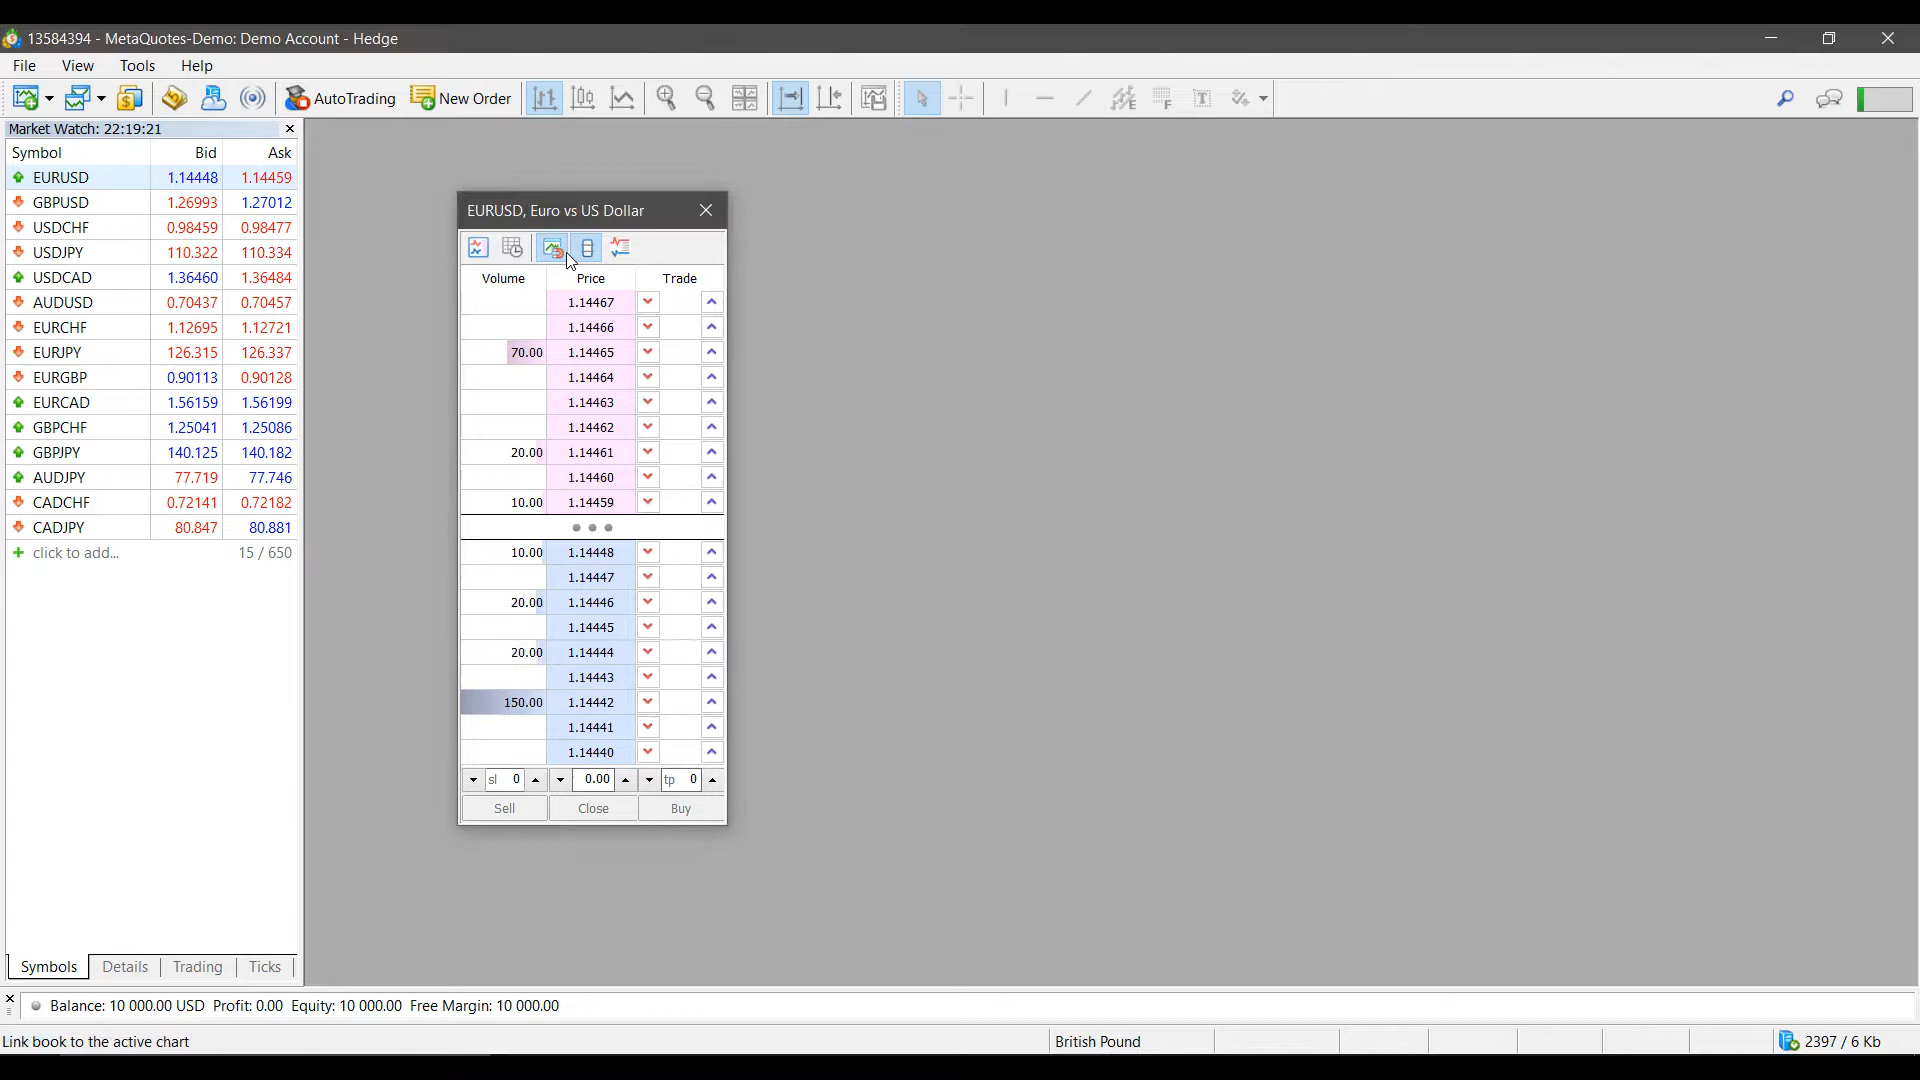 13584394 - MetaQuotes-Demo: Demo Account - Hedge
File View Tools Help
AutoTrading New Order
Market Watch: 22:19:21
Symbol Bid Ask
EURUSD 1.14448 1.14459
GBPUSD 1.26993 1.27012
USDCHF 0.98459 0.98477
USDJPY 110.322 110.334
USDCAD 1.36460 1.36484
AUDUSD 0.70437 0.70457
EURCHF 1.12695 1.12721
EURJPY 126.315 126.337
EURGBP 0.90113 0.90128
EURCAD 1.56159 1.56199
GBPCHF 1.25041 1.25086
GBPJPY 140.125 140.182
AUDJPY 77.719 77.746
CADCHF 0.72141 0.72182
CADJPY 80.847 80.881
click to add... 15 / 650
Symbols Details Trading Ticks
EURUSD, Euro vs US Dollar
Volume Price Trade
1.14467
1.14466
70.00 1.14465
1.14464
1.14463
1.14462
20.00 1.14461
1.14460
10.00 1.14459
10.00 1.14448
1.14447
20.00 1.14446
1.14445
20.00 1.14444
1.14443
150.00 1.14442
1.14441
1.14440
sl 0 0.00 tp 0
Sell Close Buy
Balance: 10 000.00 USD Profit: 0.00 Equity: 10 000.00 Free Margin: 10 000.00
Link book to the active chart British Pound 2397 / 6 Kb